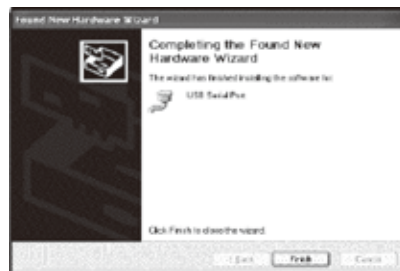 Found New Hardware Wizard
Completing the Found New
Hardware Wizard
The wizard has finished installing the software for:
USB Serial Port
Click Finish to close the wizard.
< Back Finish Cancel